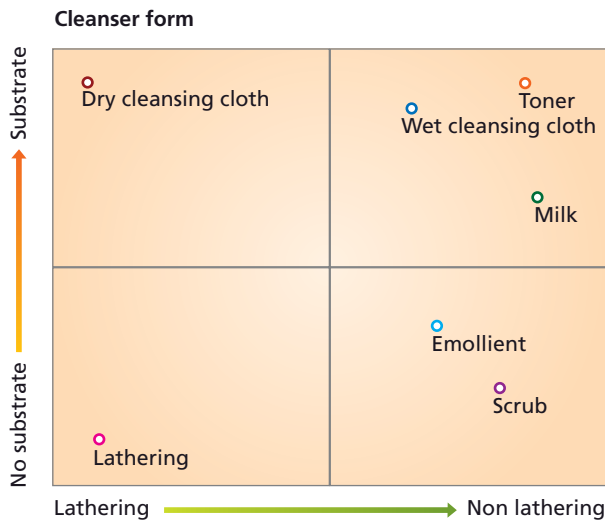 Cleanser form
Substrate
No substrate
Dry cleansing cloth
Toner
Wet cleansing cloth
Milk
Emollient
Scrub
Lathering
Lathering
Non lathering